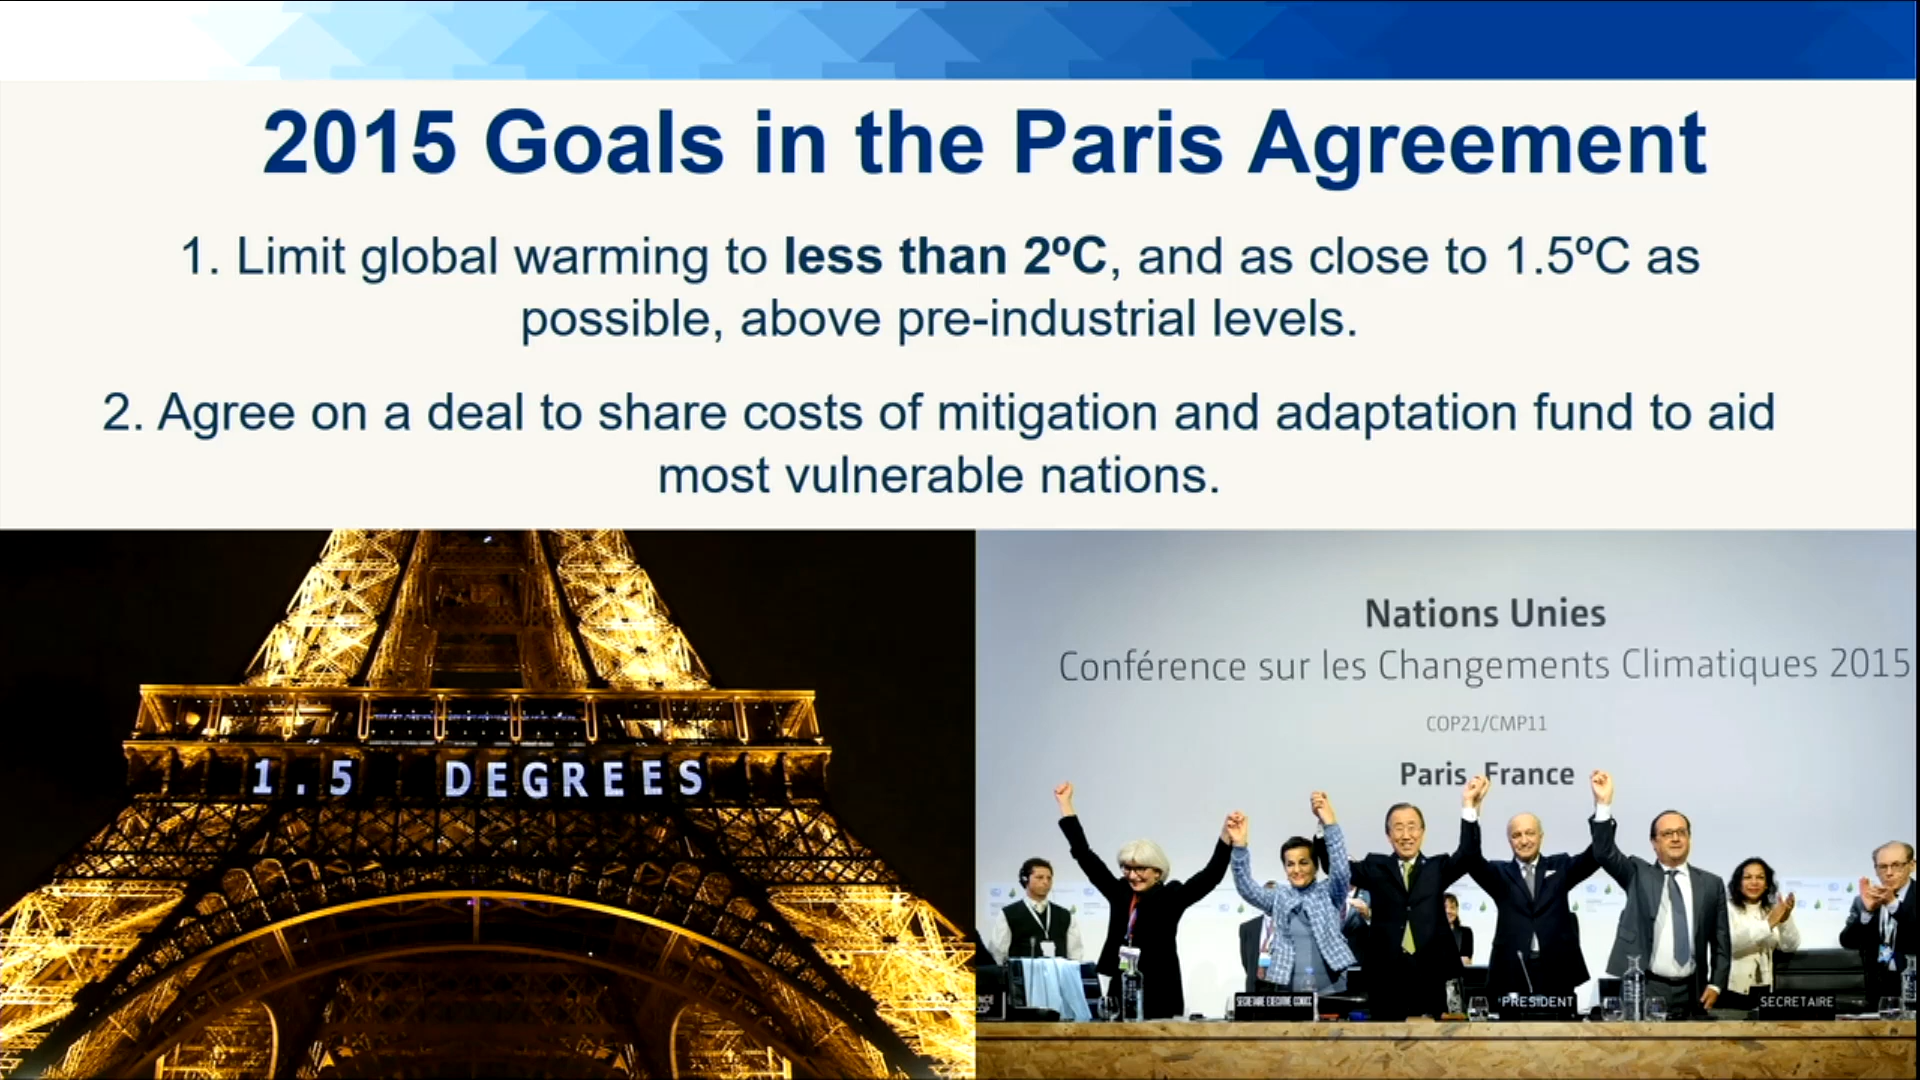 2015 Goals in the Paris Agreement
1. Limit global warming to less than 2ºC, and as close to 1.5ºC as
possible, above pre-industrial levels.
2. Agree on a deal to share costs of mitigation and adaptation fund to aid
most vulnerable nations.
1.5 DEGREES
Nations Unies
Conférence sur les Changements Climatiques 2015
COP21/CMP11
Paris, France
SECRETAIRE EXECUTIVE CCNUCC
PRESIDENT
SECRETAIRE